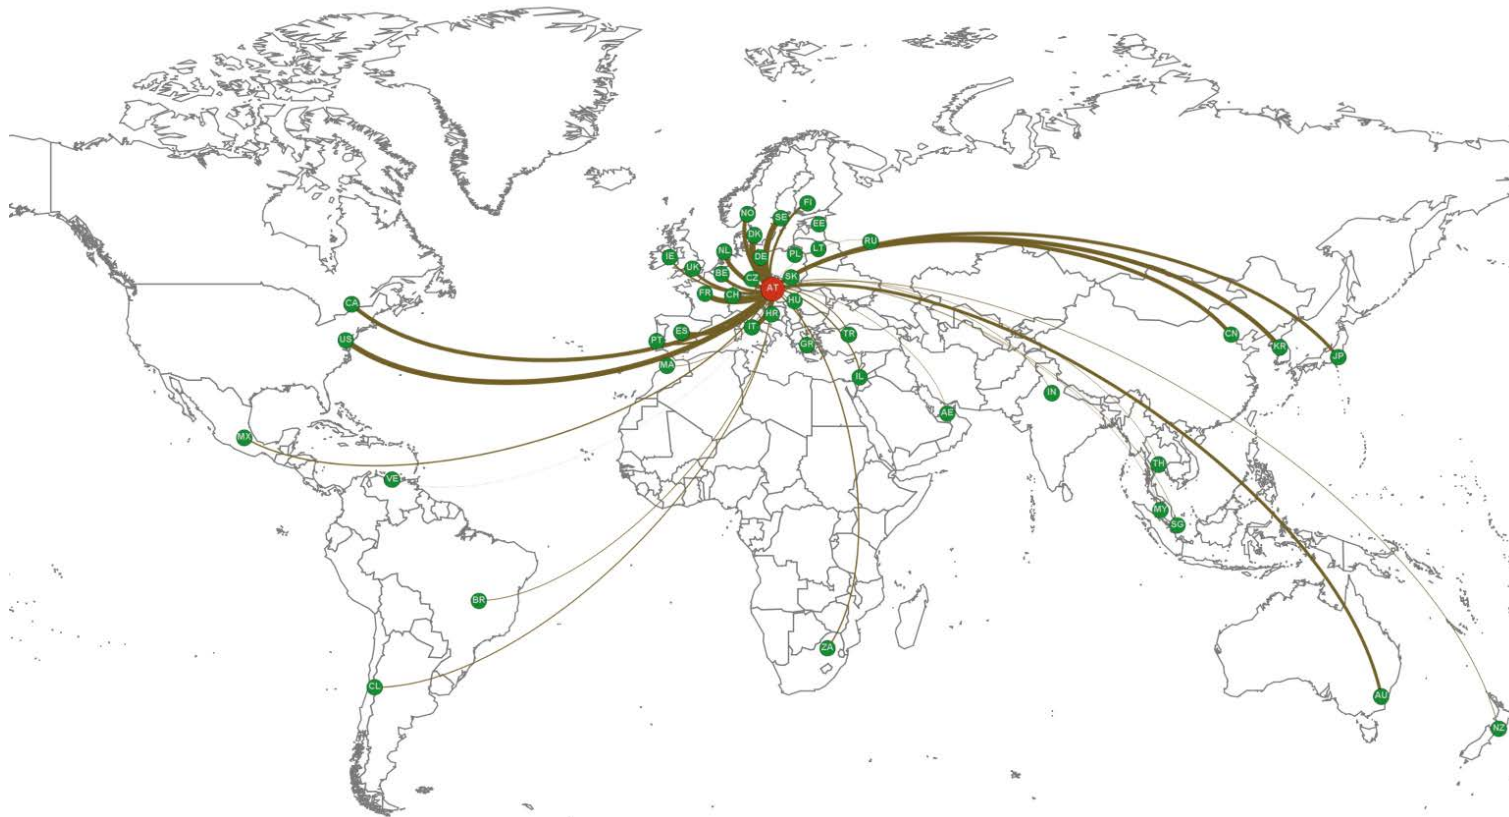 FI
NO
SE
EE
DK
RU
NL
LT
PL
IE
DE
UK
BE
CZ
SK
AT
FR
CH
HU
CA
HR
IT
ES
TR
CN
US
PT
GR
KR
JP
MA
IL
IN
AE
MX
TH
VE
MY
SG
BR
ZA
CL
AU
NZ